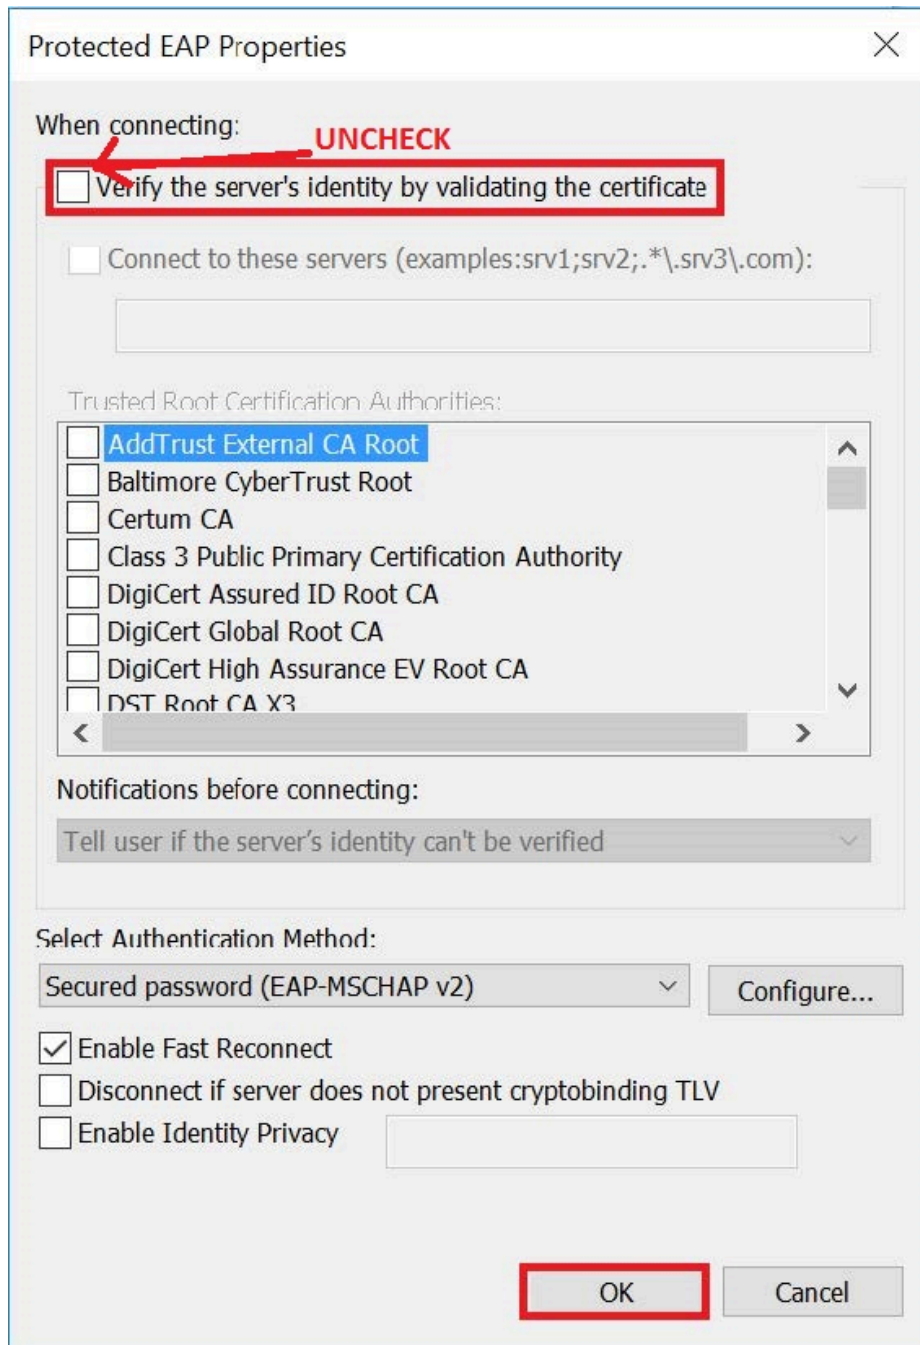 Protected EAP Properties
When connecting:
UNCHECK
Verify the server's identity by validating the certificate
Connect to these servers (examples:srv1;srv2;.*\.srv3\.com):
Trusted Root Certification Authorities:
AddTrust External CA Root
Baltimore CyberTrust Root
Certum CA
Class 3 Public Primary Certification Authority
DigiCert Assured ID Root CA
DigiCert Global Root CA
DigiCert High Assurance EV Root CA
DST Root CA X3
Notifications before connecting:
Tell user if the server's identity can't be verified
Select Authentication Method:
Secured password (EAP-MSCHAP v2)
Configure...
Enable Fast Reconnect
Disconnect if server does not present cryptobinding TLV
Enable Identity Privacy
OK
Cancel